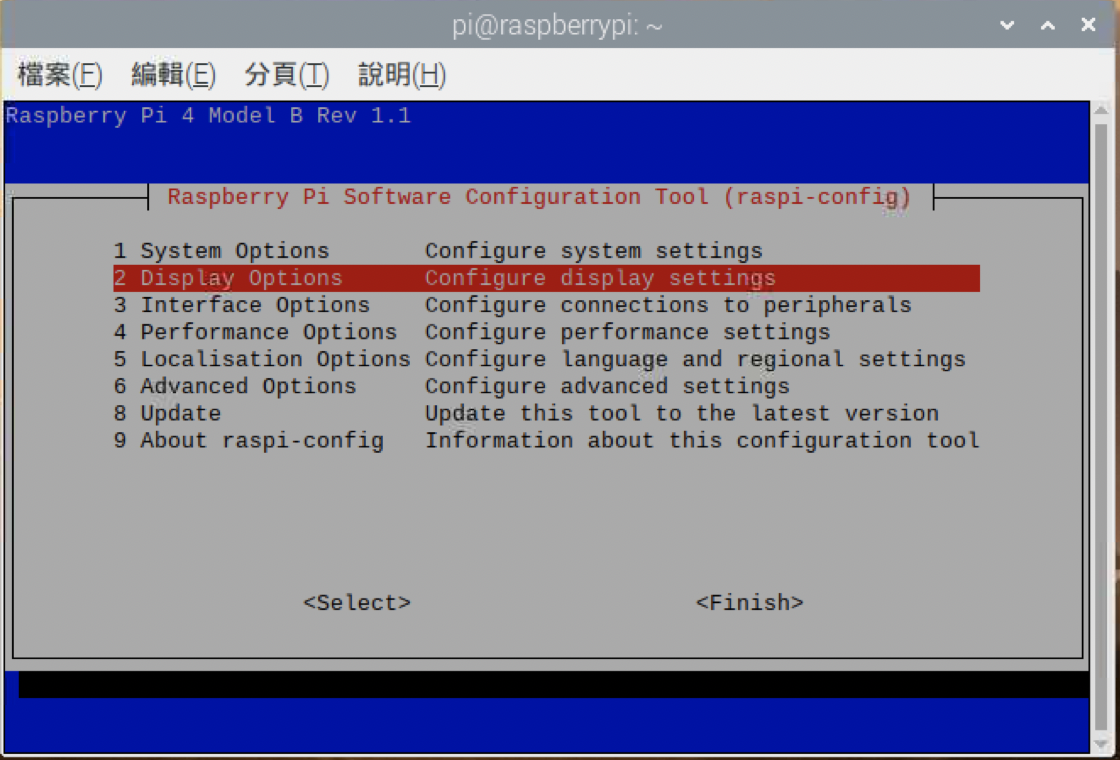 pi@raspberrypi: ~
檔案(F) 編輯(E) 分頁(T) 說明(H)
Raspberry Pi 4 Model B Rev 1.1
Raspberry Pi Software Configuration Tool (raspi-config)
1 System Options Configure system settings
2 Display Options Configure display settings
3 Interface Options Configure connections to peripherals
4 Performance Options Configure performance settings
5 Localisation Options Configure language and regional settings
6 Advanced Options Configure advanced settings
8 Update Update this tool to the latest version
9 About raspi-config Information about this configuration tool
<Select> <Finish>